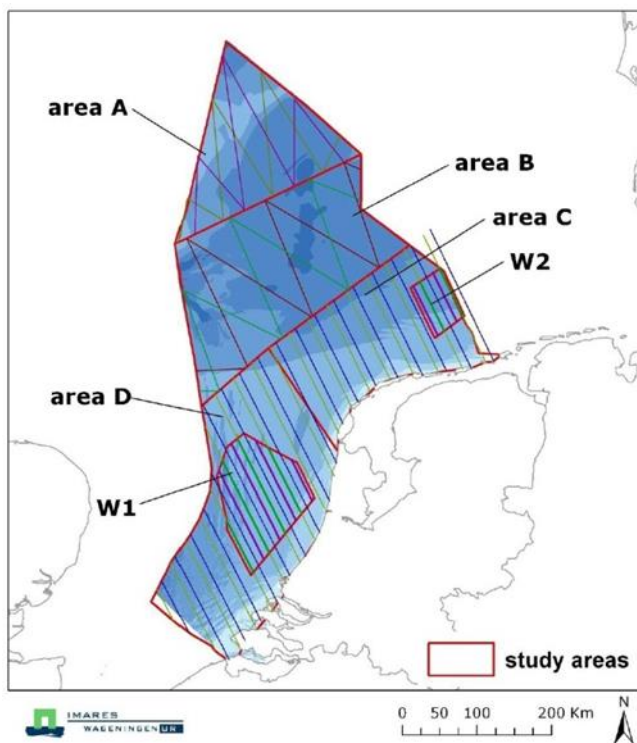 area A
area B
area C
W2
area D
W1
study areas
IMARES
WAGENINGEN UR
0 50 100 200 Km
N